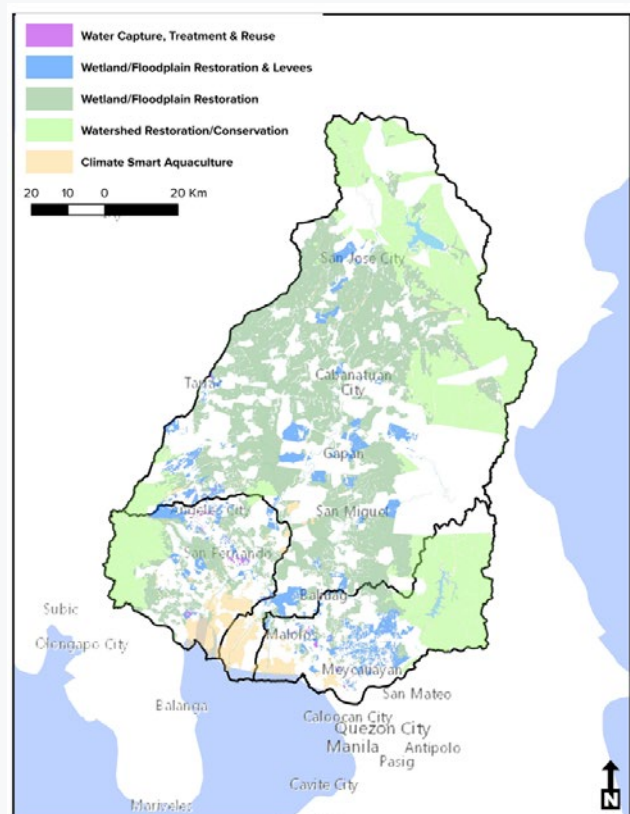 Water Capture, Treatment & Reuse
Wetland/Floodplain Restoration & Levees
Wetland/Floodplain Restoration
Watershed Restoration/Conservation
Climate Smart Aquaculture
20 10 0 20 Km
San Jose City
Cabanatuan
City
Gapan
Angeles City
San Miguel
San Fernando
Baliuag
Subic
Malolos
Olongapo City
Meycauayan
San Mateo
Balanga
Caloocan City
Quezon City
Manila
Antipolo
Pasig
Cavite City
Mariveles
N